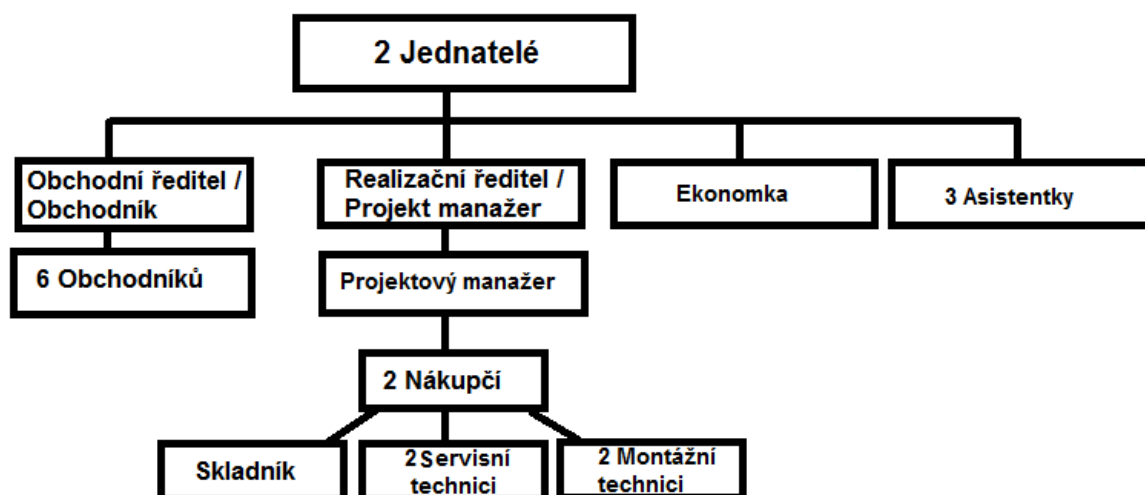 2 Jednatelé
Obchodní ředitel /
Obchodník
Realizační ředitel /
Projekt manažer
Ekonomka
3 Asistentky
6 Obchodníků
Projektový manažer
2 Nákupčí
Skladník
2 Servisní
technici
2 Montážní
technici